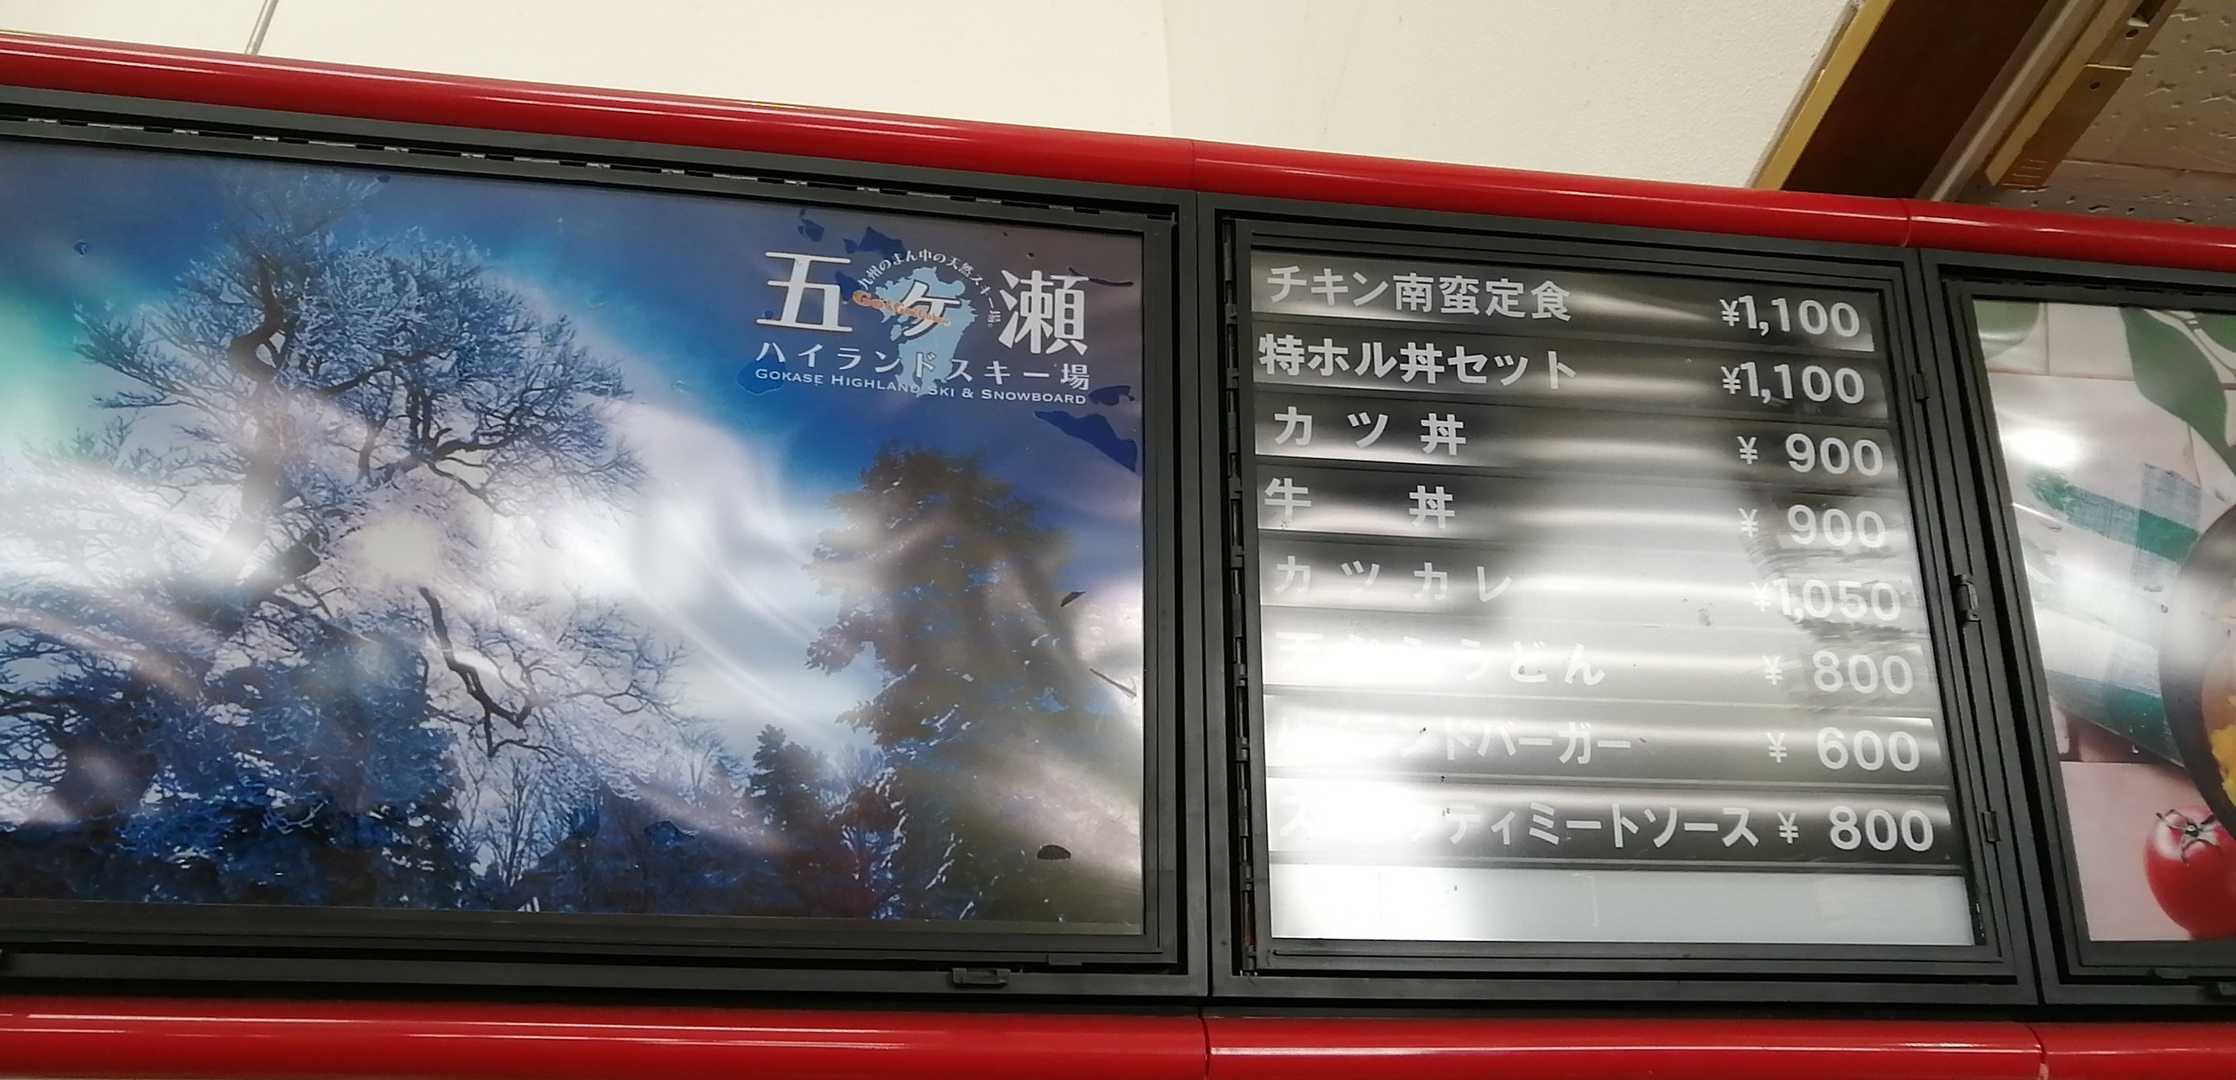 九州のまん中の天然スキー場。
五ヶ瀬
ハイランドスキー場
GOKASE HIGHLAND SKI & SNOWBOARD
チキン南蛮定食 ¥1,100
特ホル丼セット ¥1,100
カツ丼 ¥900
牛丼 ¥900
カツカレー ¥1,050
うどん ¥800
ンドバーガー ¥600
ティミートソース ¥800